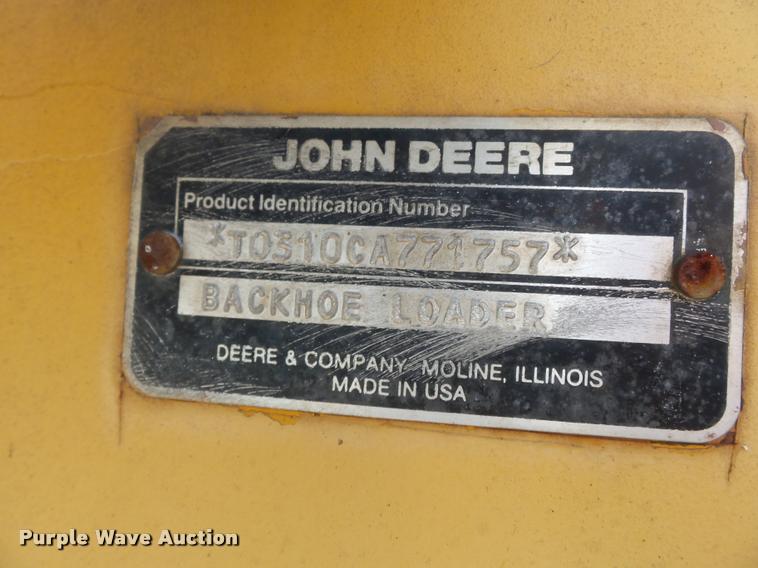 JOHN DEERE
Product Identification Number
*T0310CA771757*
BACKHOE LOADER
DEERE & COMPANY MOLINE, ILLINOIS
MADE IN USA
Purple Wave Auction